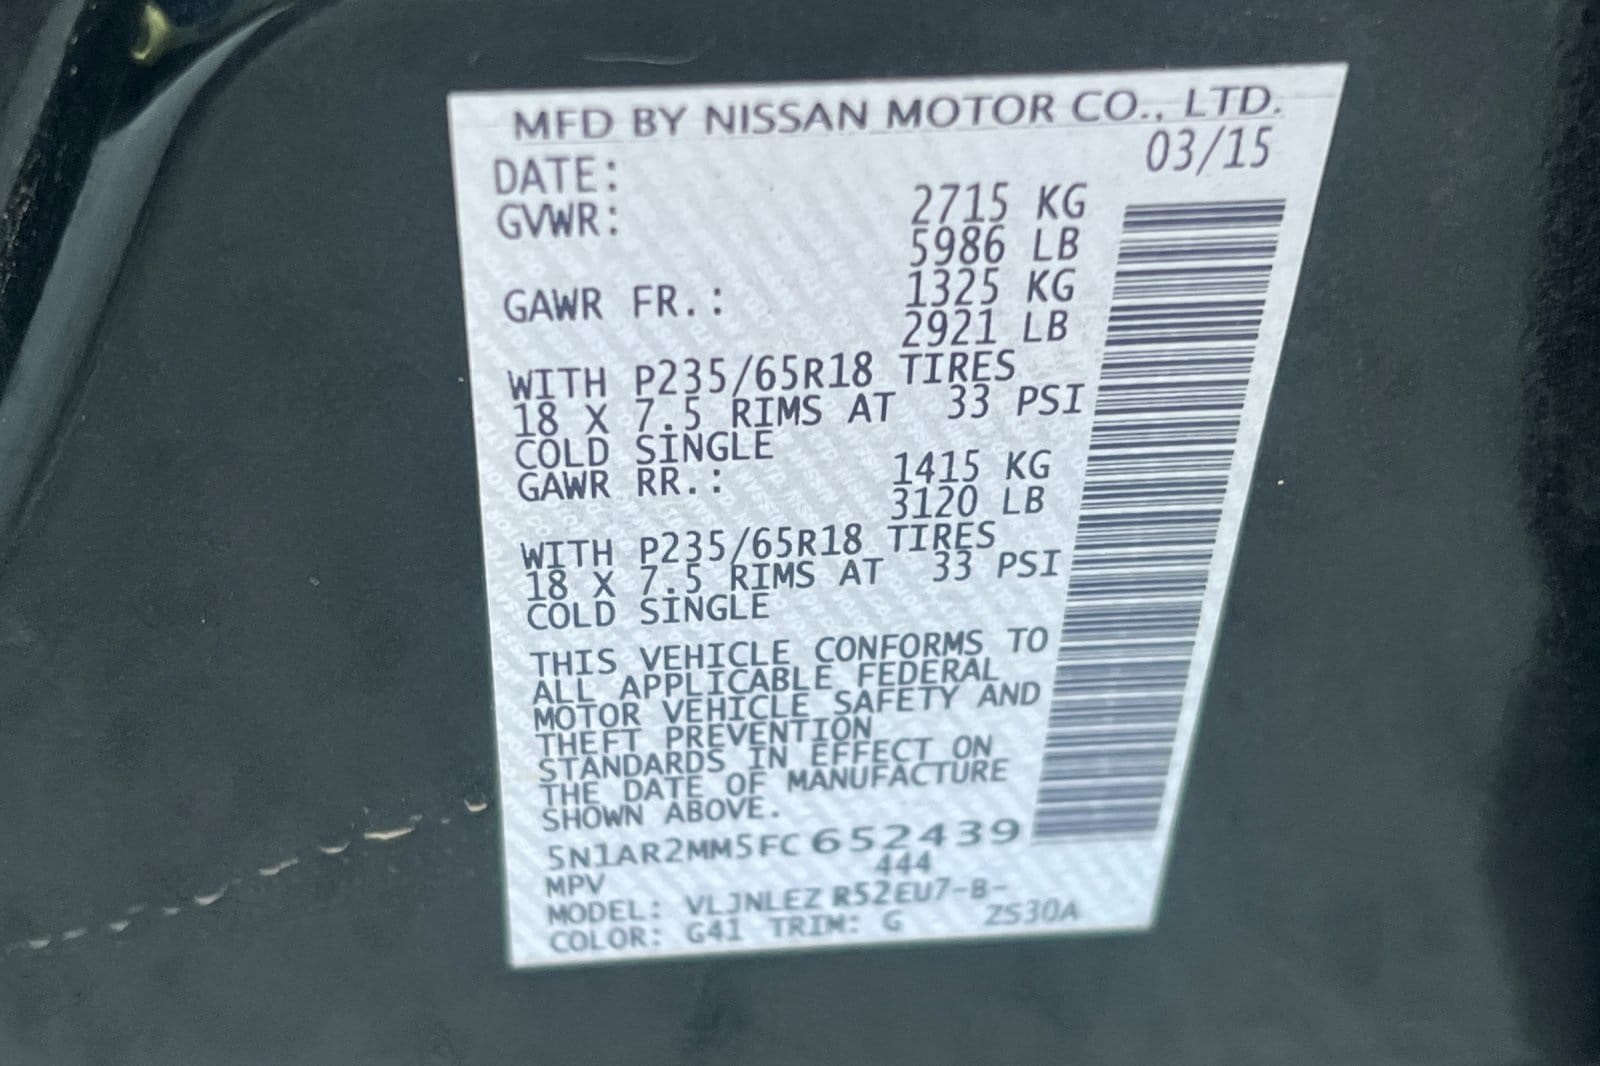 MFD BY NISSAN MOTOR CO., LTD.
DATE: 03/15
GVWR: 2715 KG
5986 LB
GAWR FR.: 1325 KG
2921 LB
WITH P235/65R18 TIRES
18 X 7.5 RIMS AT 33 PSI
COLD SINGLE
GAWR RR.: 1415 KG
3120 LB
WITH P235/65R18 TIRES
18 X 7.5 RIMS AT 33 PSI
COLD SINGLE
THIS VEHICLE CONFORMS TO
ALL APPLICABLE FEDERAL
MOTOR VEHICLE SAFETY AND
THEFT PREVENTION
STANDARDS IN EFFECT ON
THE DATE OF MANUFACTURE
SHOWN ABOVE.
5N1AR2MM5FC652439
MPV 444
MODEL: VLJNLEZ R52EU7-B-
COLOR: G41 TRIM: G ZS30A